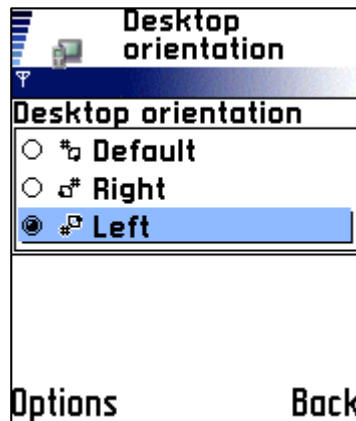 Desktop
orientation
Desktop orientation
Default
Right
Left
Options Back